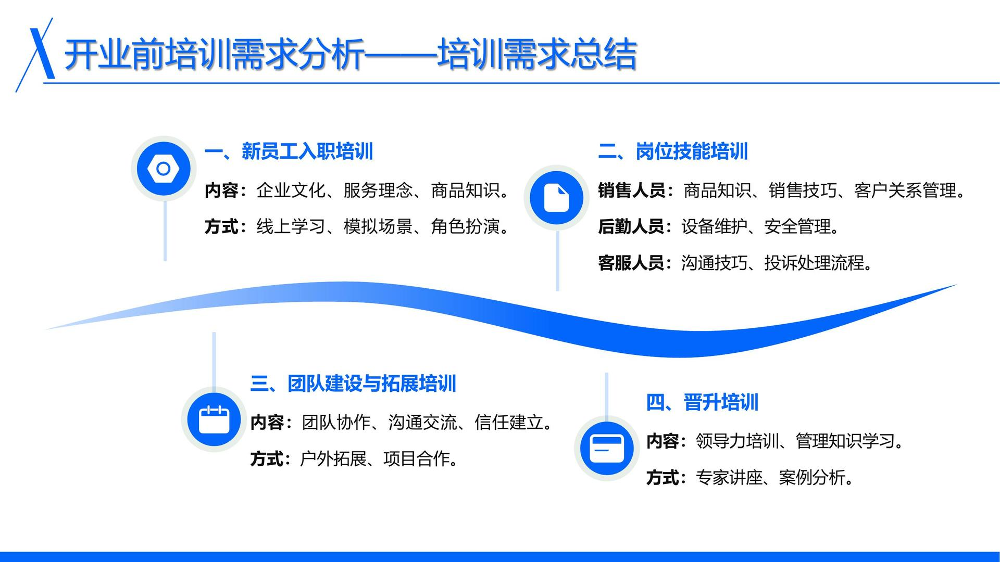 开业前培训需求分析——培训需求总结
一、新员工入职培训
内容：企业文化、服务理念、商品知识。
方式：线上学习、模拟场景、角色扮演。
二、岗位技能培训
销售人员：商品知识、销售技巧、客户关系管理。
后勤人员：设备维护、安全管理。
客服人员：沟通技巧、投诉处理流程。
三、团队建设与拓展培训
内容：团队协作、沟通交流、信任建立。
方式：户外拓展、项目合作。
四、晋升培训
内容：领导力培训、管理知识学习。
方式：专家讲座、案例分析。